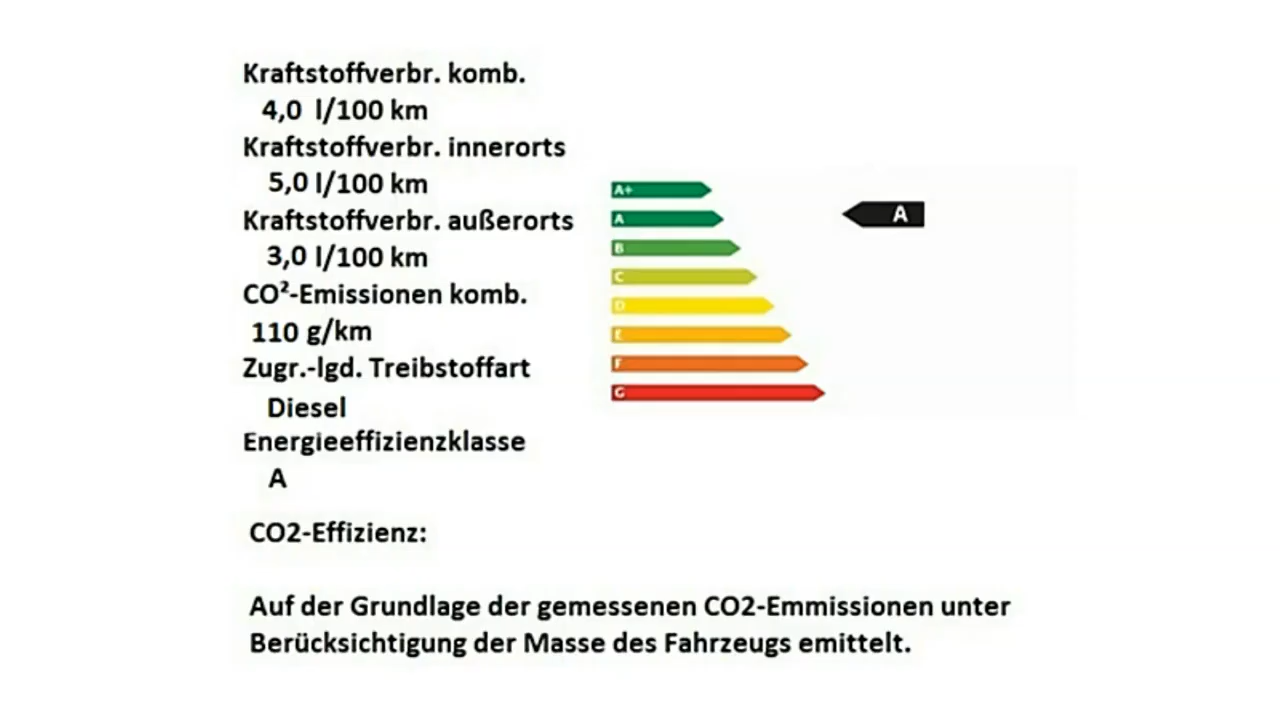 Kraftstoffverbr. komb.
4,0 l/100 km
Kraftstoffverbr. innerorts
5,0 l/100 km
Kraftstoffverbr. außerorts
3,0 l/100 km
CO²-Emissionen komb.
110 g/km
Zugr.-lgd. Treibstoffart
Diesel
Energieeffizienzklasse
A
A+
A
B
C
D
E
F
G
A
CO2-Effizienz:
Auf der Grundlage der gemessenen CO2-Emmissionen unter
Berücksichtigung der Masse des Fahrzeugs emittelt.